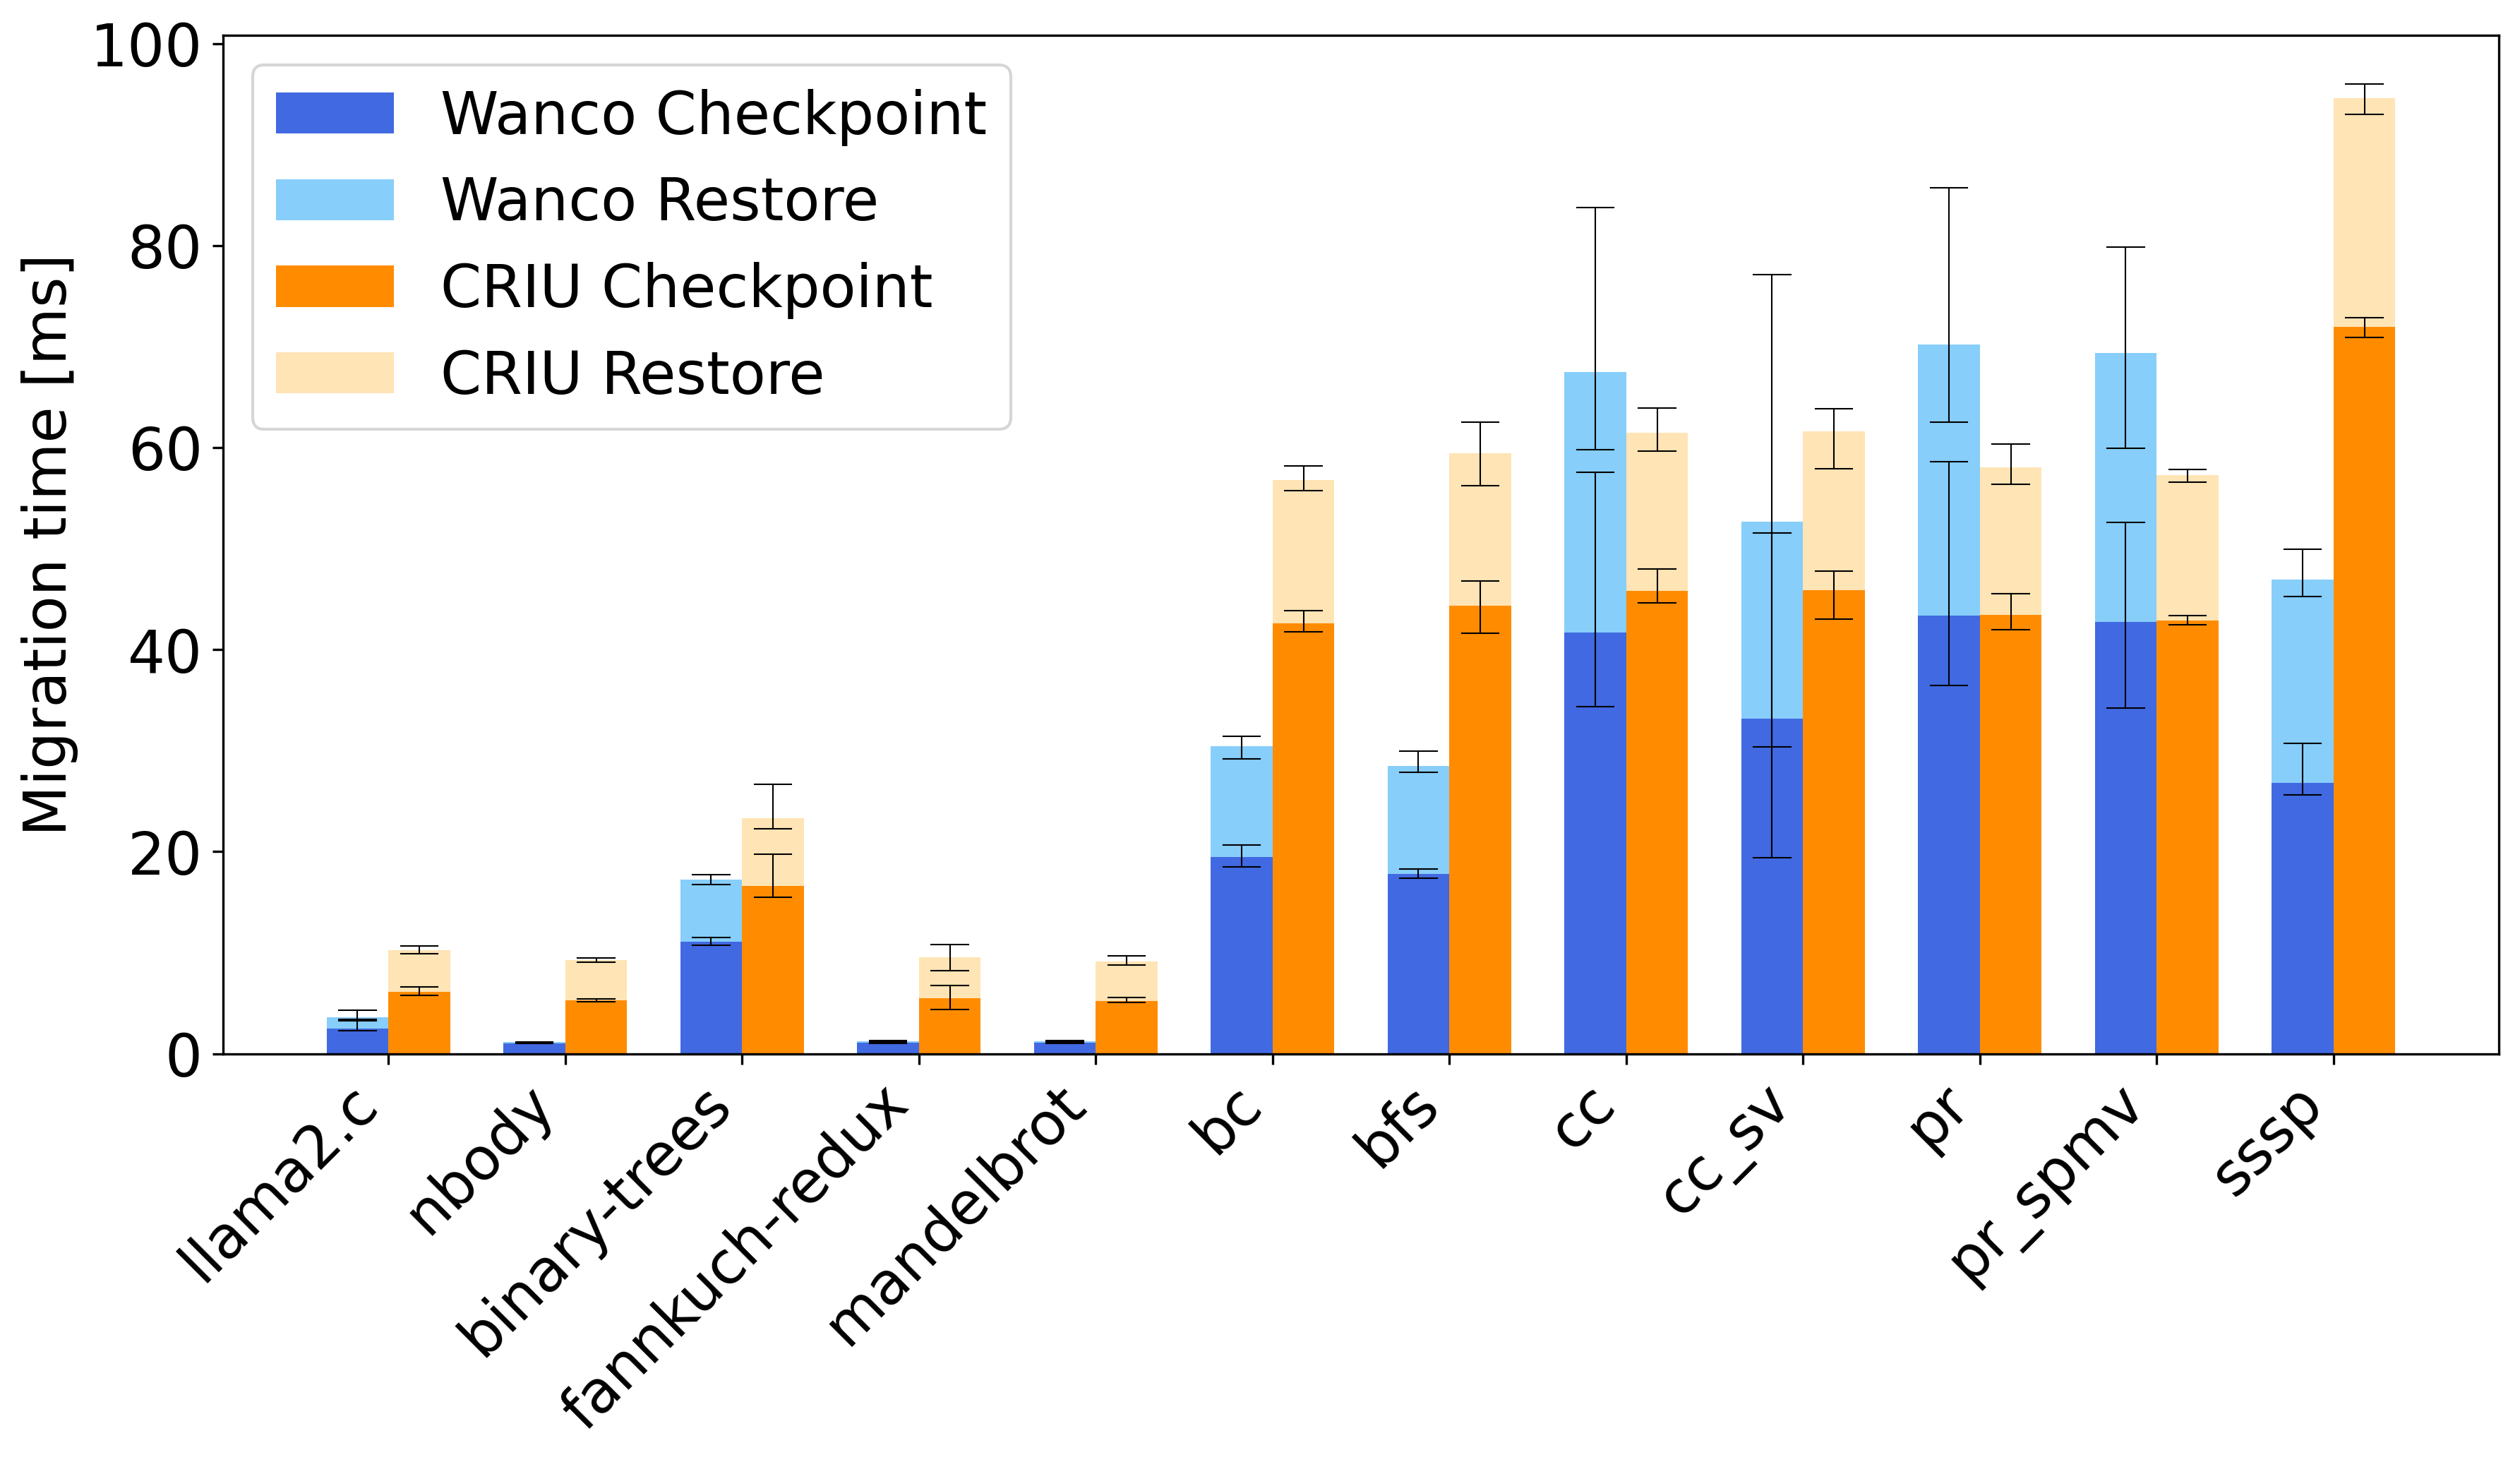 Migration time [ms]
100
80
60
40
20
0
Wanco Checkpoint
Wanco Restore
CRIU Checkpoint
CRIU Restore
llama2.c
nbody
binary-trees
fannkuch-redux
mandelbrot
bc
bfs
cc
cc_sv
pr
pr_spmv
sssp